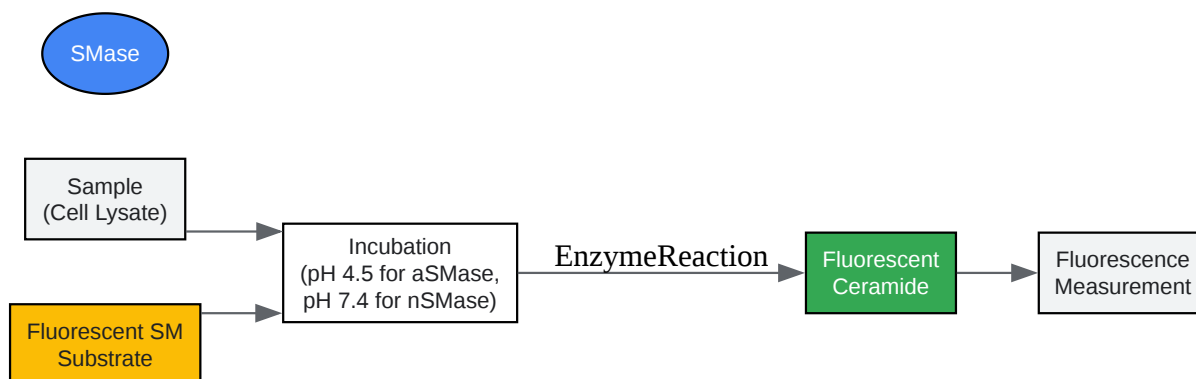 SMase
Sample
(Cell Lysate)
Fluorescent SM
Substrate
Incubation
(pH 4.5 for aSMase,
pH 7.4 for nSMase)
EnzymeReaction
Fluorescent
Ceramide
Fluorescence
Measurement